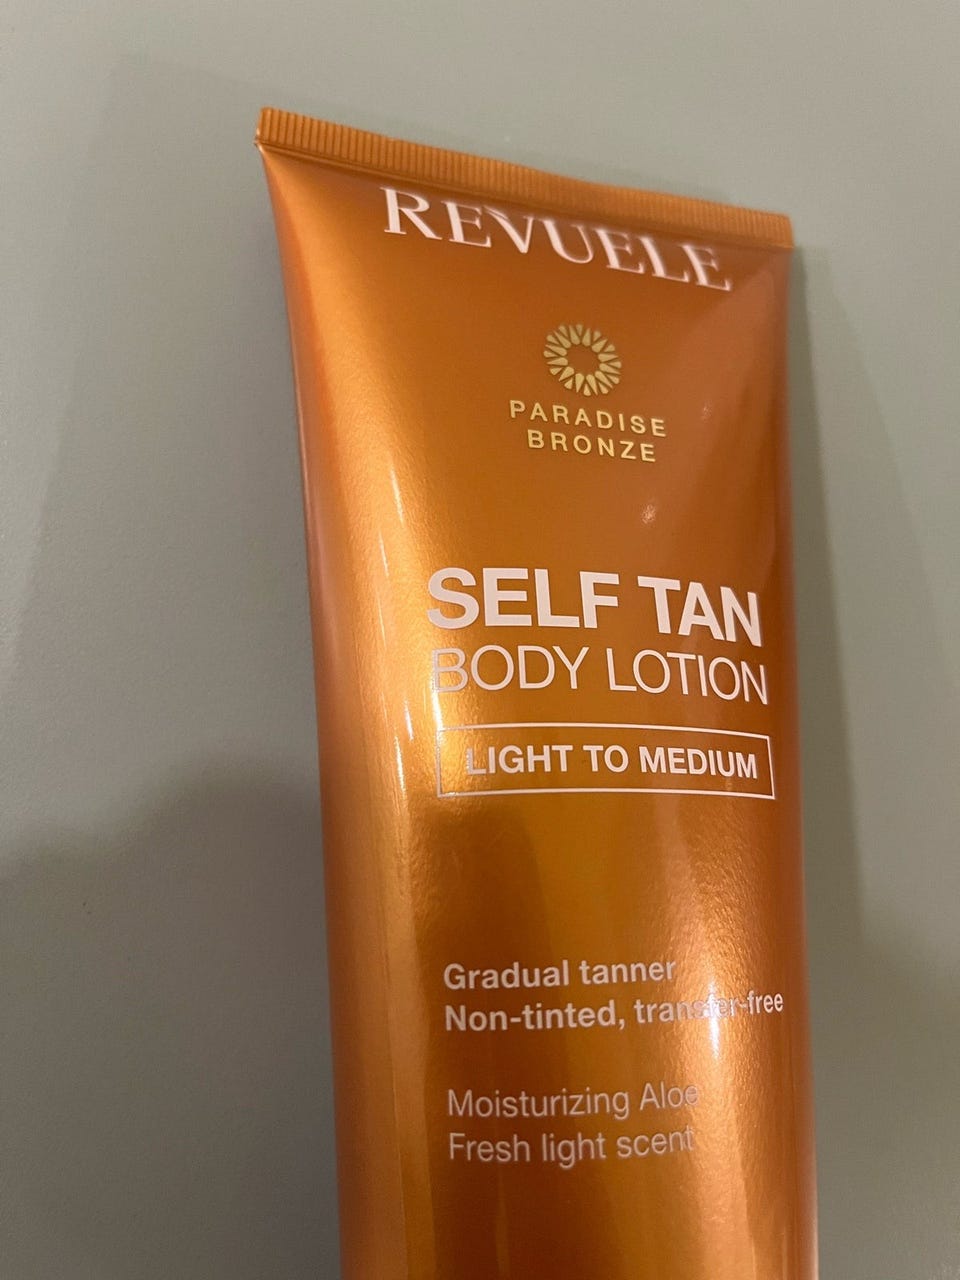 REVUELE
PARADISE
BRONZE
SELF TAN
BODY LOTION
LIGHT TO MEDIUM
Gradual tanner
Non-tinted, transfer-free
Moisturizing Aloe
Fresh light scent